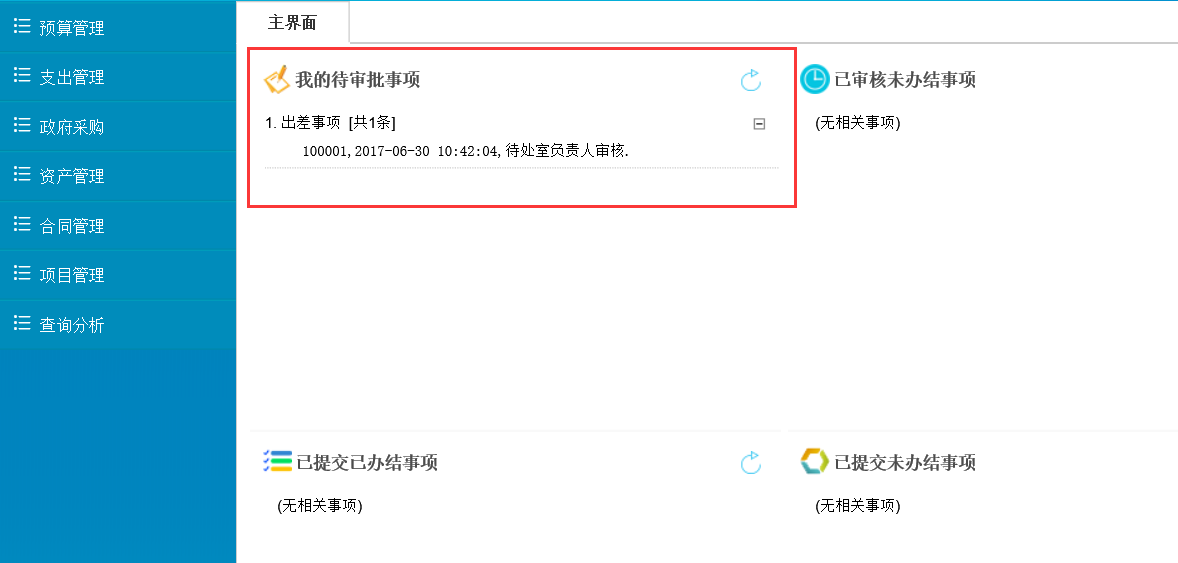 预算管理
支出管理
政府采购
资产管理
合同管理
项目管理
查询分析
主界面
我的待审批事项
1. 出差事项 [共1条]
100001,2017-06-30 10:42:04,待处室负责人审核.
已审核未办结事项
(无相关事项)
已提交已办结事项
(无相关事项)
已提交未办结事项
(无相关事项)